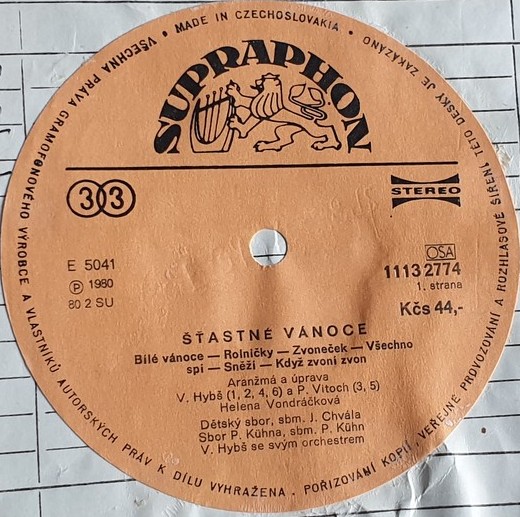 VŠECHNA PRÁVA GRAMOFONOVÉHO VÝROBCE A VLASTNÍKŮ AUTORSKÝCH PRÁV K DÍLU VYHRAŽENA . POŘIZOVÁNÍ KOPIÍ, VEŘEJNÉ PROVOZOVÁNÍ A ROZHLASOVÉ ŠÍŘENÍ TÉTO DESKY JE ZAKÁZÁNO • MADE IN CZECHOSLOVAKIA •
SUPRAPHON
33
STEREO
E 5041
Ⓟ 1980
80 2 SU
OSA
1113 2774
1. strana
Kčs 44,-
ŠŤASTNÉ VÁNOCE
Bílé vánoce — Rolničky — Zvoneček — Všechno
spí — Sněží — Když zvoní zvon
Aranžmá a úprava
V. Hybš (1, 2, 4, 6) a P. Vitoch (3, 5)
Helena Vondráčková
Dětský sbor, sbm. J. Chvála
Sbor P. Kühna, sbm. P. Kühn
V. Hybš se svým orchestrem